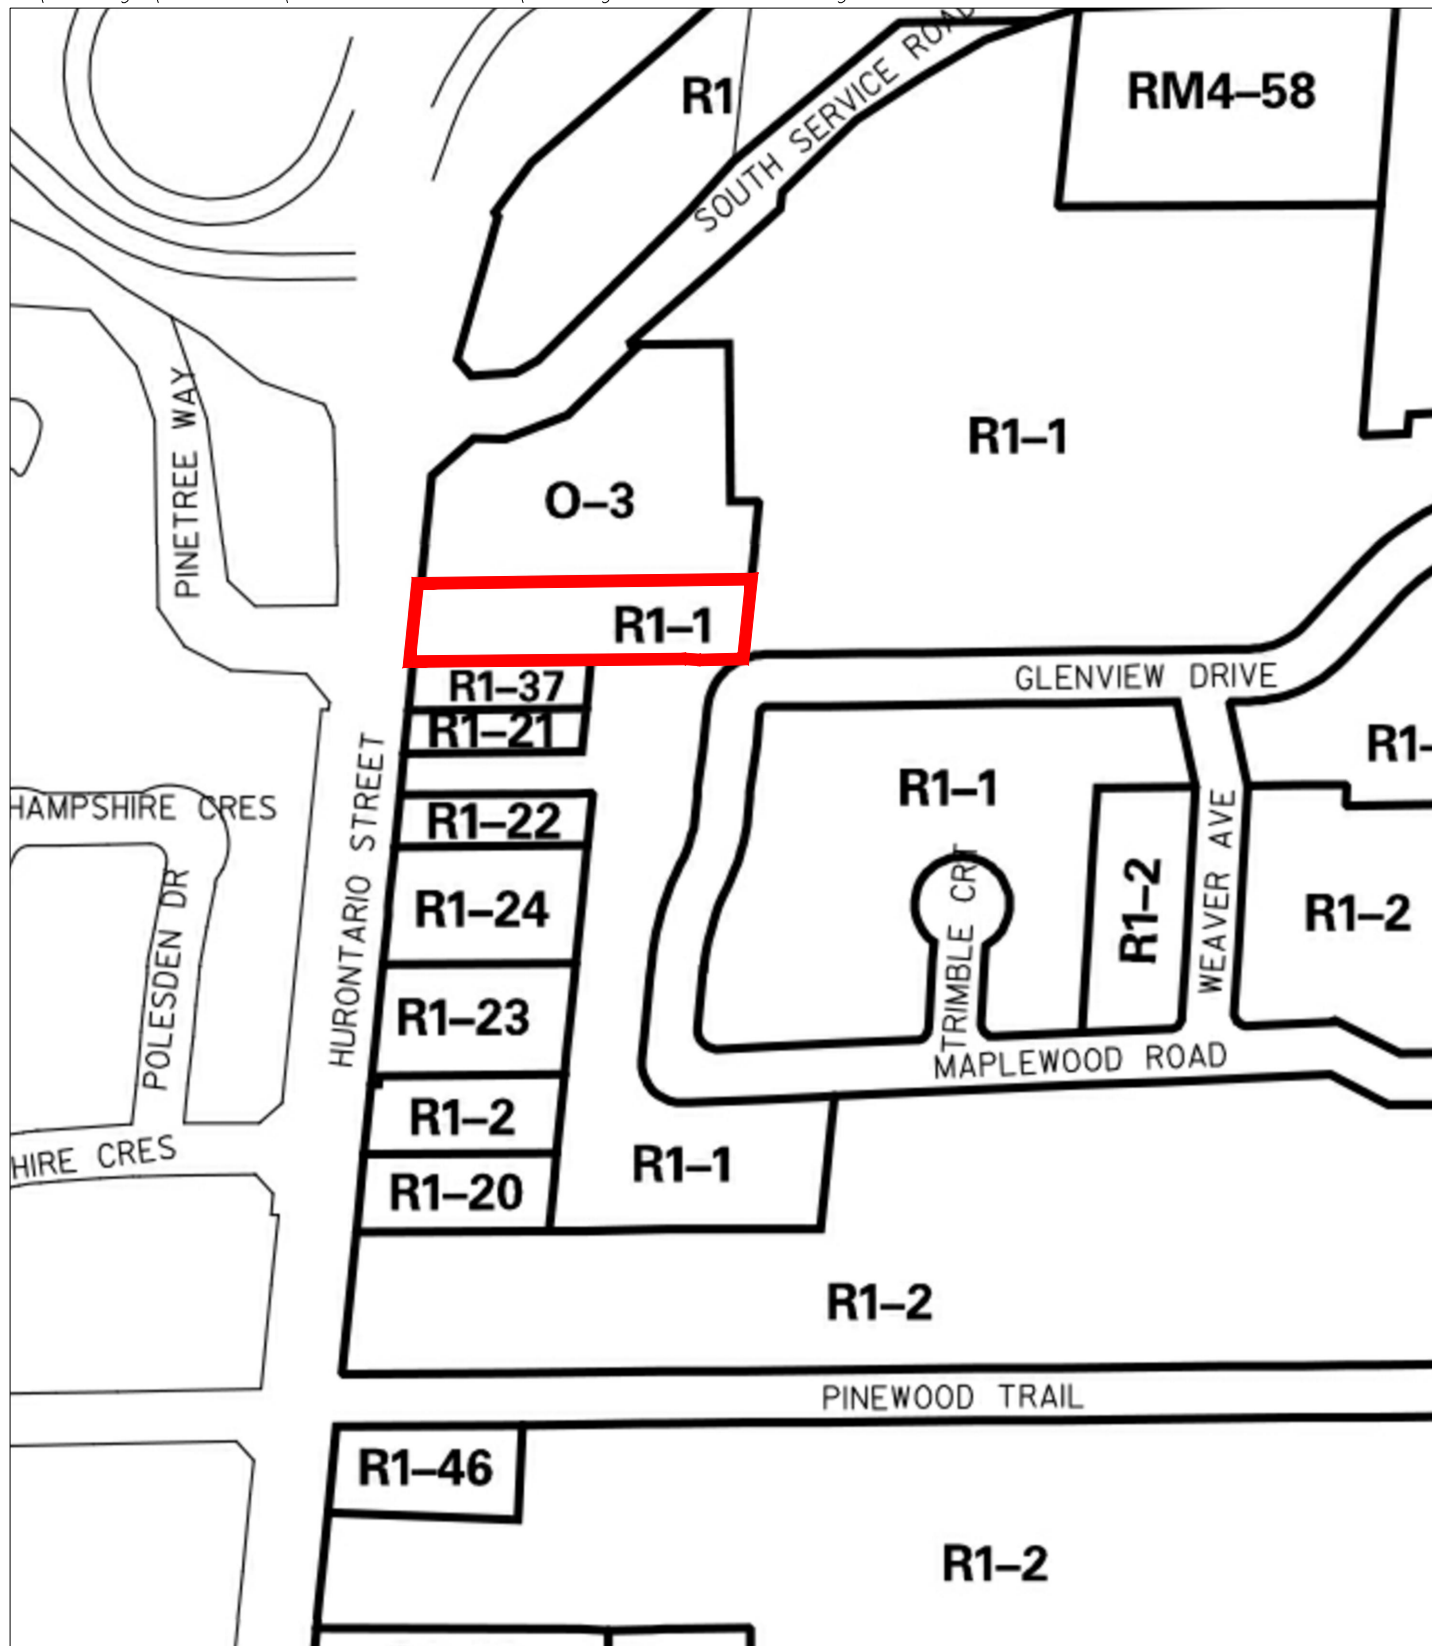 R1
SOUTH SERVICE ROAD
RM4–58
PINETREE WAY
R1–1
O–3
R1–1
R1–37
R1–21
GLENVIEW DRIVE
R1–
HURONTARIO STREET
HAMPSHIRE CRES
R1–22
R1–1
WEAVER AVE
R1–24
TRIMBLE CRT
R1–2
R1–2
POLESDEN DR
R1–23
MAPLEWOOD ROAD
R1–2
HIRE CRES
R1–1
R1–20
R1–2
PINEWOOD TRAIL
R1–46
R1–2